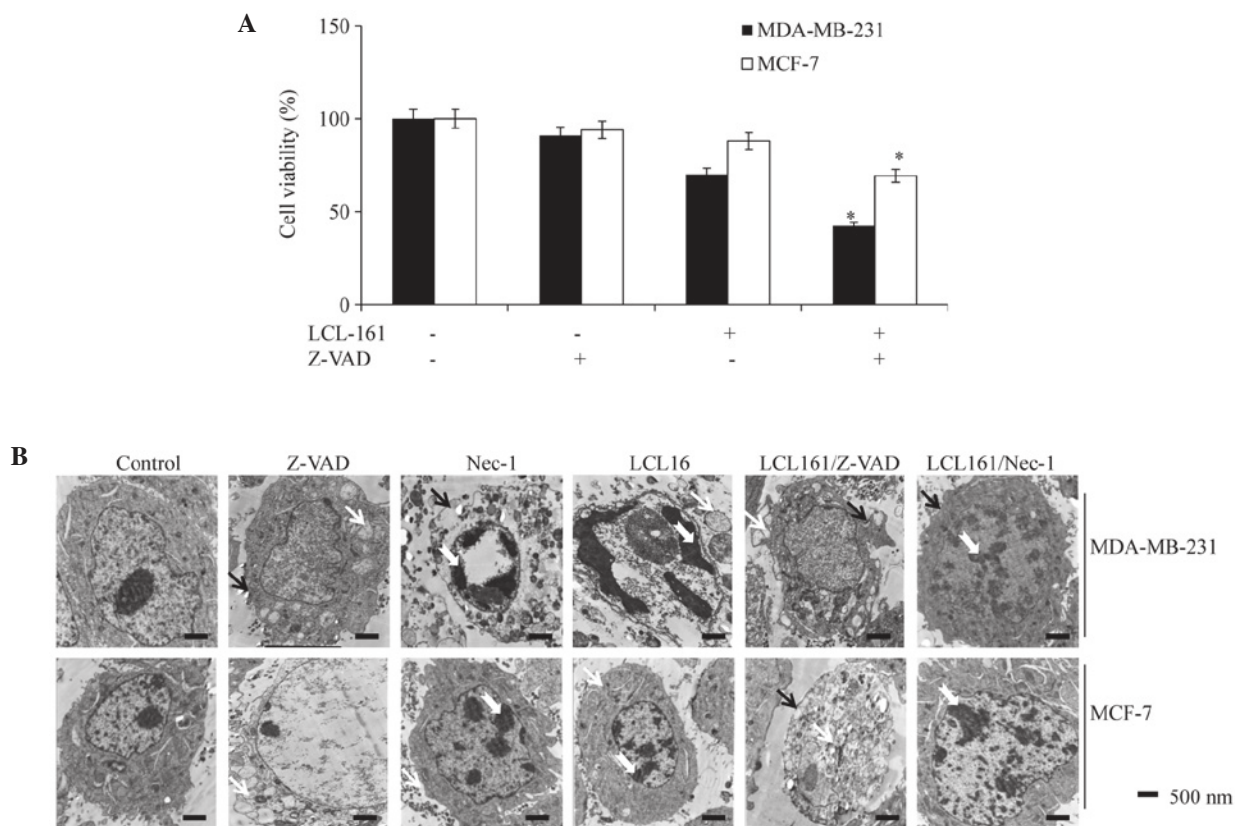 A
150
100
50
0
Cell viability (%)
MDA-MB-231
MCF-7
*
*
LCL-161 - - + +
Z-VAD - + - +
B
Control Z-VAD Nec-1 LCL16 LCL161/Z-VAD LCL161/Nec-1
MDA-MB-231
MCF-7
500 nm